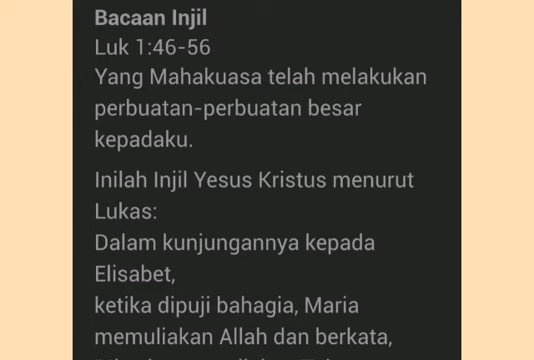 Bacaan Injil
Luk 1:46-56
Yang Mahakuasa telah melakukan
perbuatan-perbuatan besar
kepadaku.
Inilah Injil Yesus Kristus menurut
Lukas:
Dalam kunjungannya kepada
Elisabet,
ketika dipuji bahagia, Maria
memuliakan Allah dan berkata,